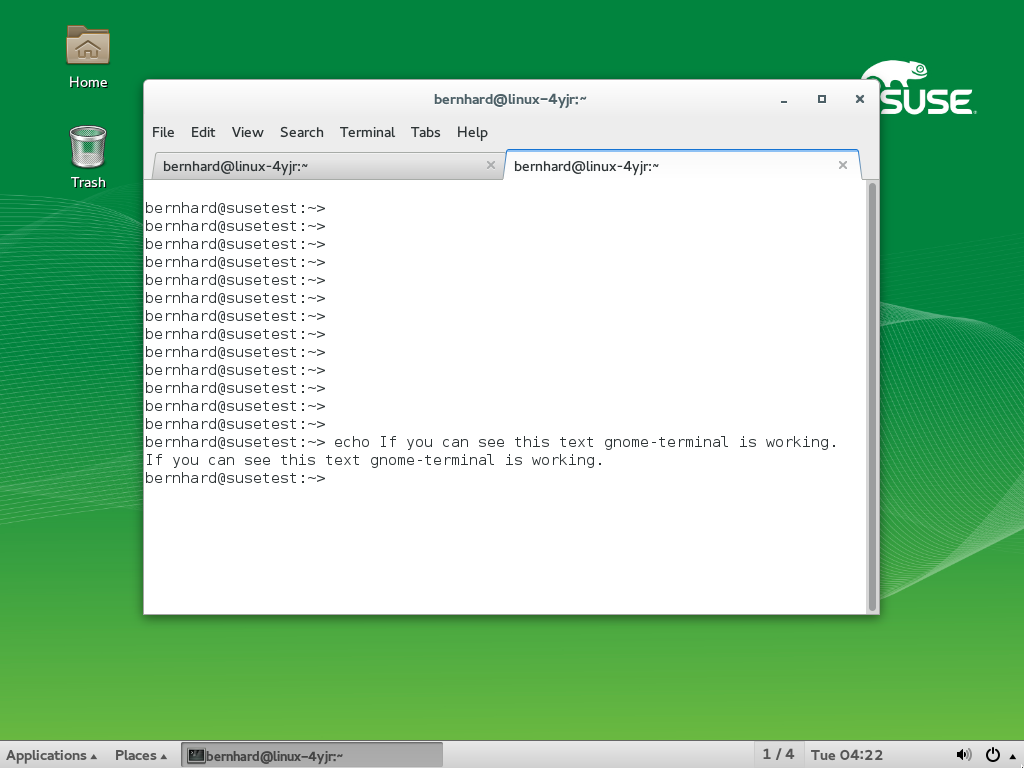 Home
Trash
SUSE
bernhard@linux-4yjr:~
File Edit View Search Terminal Tabs Help
bernhard@linux-4yjr:~ bernhard@linux-4yjr:~
bernhard@susetest:~>
bernhard@susetest:~>
bernhard@susetest:~>
bernhard@susetest:~>
bernhard@susetest:~>
bernhard@susetest:~>
bernhard@susetest:~>
bernhard@susetest:~>
bernhard@susetest:~>
bernhard@susetest:~>
bernhard@susetest:~>
bernhard@susetest:~>
bernhard@susetest:~>
bernhard@susetest:~> echo If you can see this text gnome-terminal is working.
If you can see this text gnome-terminal is working.
bernhard@susetest:~>
Applications Places bernhard@linux-4yjr:~ 1 / 4 Tue 04:22